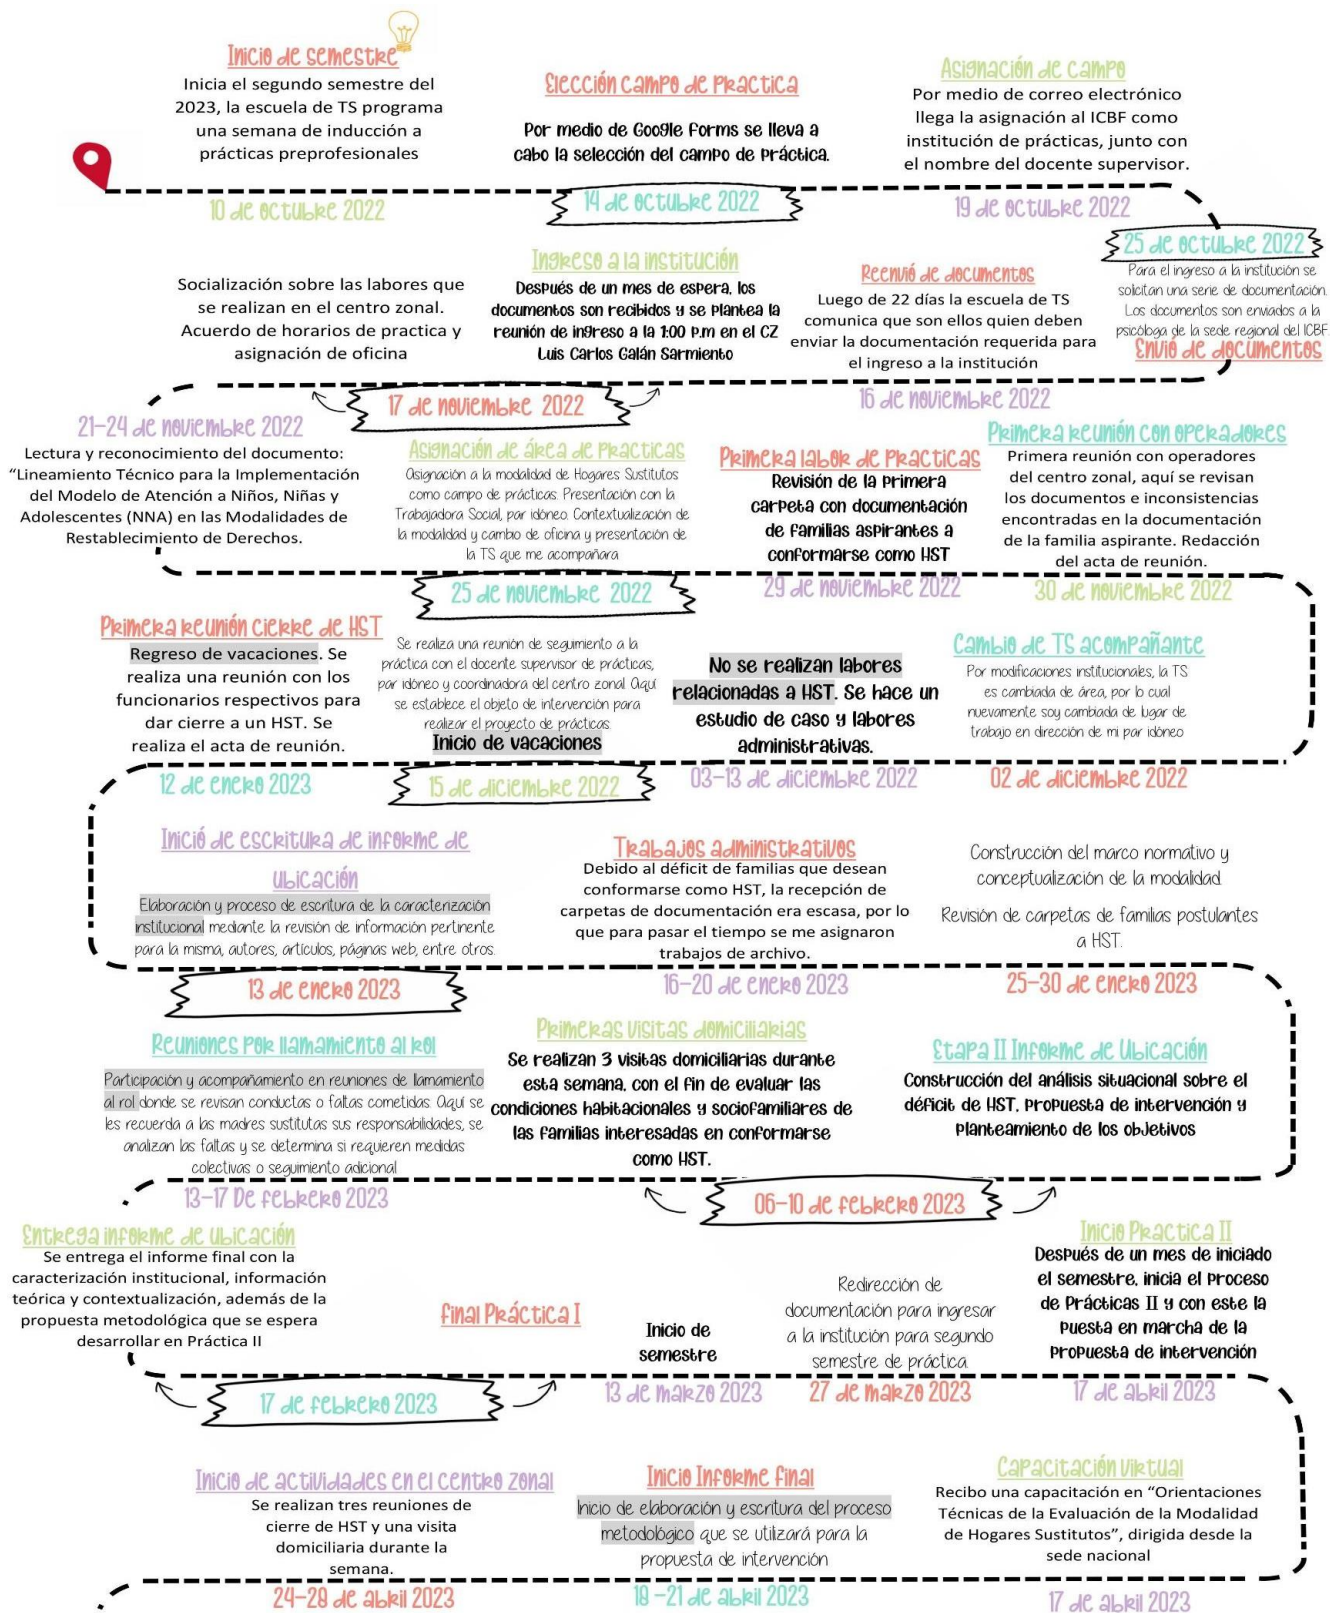 Inicio de semestre
Inicia el segundo semestre del
2023, la escuela de TS programa
una semana de inducción a
prácticas preprofesionales
10 de octubre 2022
Elección campo de practica
Por medio de Google Forms se lleva a
cabo la selección del campo de práctica.
14 de octubre 2022
Asignación de campo
Por medio de correo electrónico
llega la asignación al ICBF como
institución de prácticas, junto con
el nombre del docente supervisor.
19 de octubre 2022
25 de octubre 2022
Para el ingreso a la institución se
solicitan una serie de documentación.
Los documentos son enviados a la
psicóloga de la sede regional del ICBF
Envió de documentos
Reenvió de documentos
Luego de 22 días la escuela de TS
comunica que son ellos quien deben
enviar la documentación requerida para
el ingreso a la institución
16 de noviembre 2022
Ingreso a la institución
Después de un mes de espera, los
documentos son recibidos y se plantea la
reunión de ingreso a la 1:00 p.m en el CZ
Luis Carlos Galán Sarmiento
Socialización sobre las labores que
se realizan en el centro zonal.
Acuerdo de horarios de practica y
asignación de oficina
17 de noviembre 2022
21-24 de noviembre 2022
Lectura y reconocimiento del documento:
“Lineamiento Técnico para la Implementación
del Modelo de Atención a Niños, Niñas y
Adolescentes (NNA) en las Modalidades de
Restablecimiento de Derechos.
Asignación de área de practicas
Asignación a la modalidad de Hogares Sustitutos
como campo de prácticas. Presentación con la
Trabajadora Social, par idóneo. Contextualización de
la modalidad y cambio de oficina y presentación de
la TS que me acompañara
25 de noviembre 2022
Primera labor de practicas
Revisión de la primera
carpeta con documentación
de familias aspirantes a
conformarse como HST
29 de noviembre 2022
Primera reunión con operadores
Primera reunión con operadores
del centro zonal, aquí se revisan
los documentos e inconsistencias
encontradas en la documentación
de la familia aspirante. Redacción
del acta de reunión.
30 de noviembre 2022
Cambio de TS acompañante
Por modificaciones institucionales, la TS
es cambiada de área, por lo cual
nuevamente soy cambiada de lugar de
trabajo en dirección de mi par idóneo
02 de diciembre 2022
No se realizan labores
relacionadas a HST. Se hace un
estudio de caso y labores
administrativas.
03-13 de diciembre 2022
Se realiza una reunión de seguimiento a la
práctica con el docente supervisor de prácticas,
par idóneo y coordinadora del centro zonal. Aquí
se establece el objeto de intervención para
realizar el proyecto de prácticas
Inicio de vacaciones
15 de diciembre 2022
Primera reunión cierre de HST
Regreso de vacaciones. Se
realiza una reunión con los
funcionarios respectivos para
dar cierre a un HST. Se
realiza el acta de reunión.
12 de enero 2023
Inició de escritura de informe de
ubicación
Elaboración y proceso de escritura de la caracterización
institucional mediante la revisión de información pertinente
para la misma, autores, artículos, páginas web, entre otros.
13 de enero 2023
Trabajos administrativos
Debido al déficit de familias que desean
conformarse como HST, la recepción de
carpetas de documentación era escasa, por lo
que para pasar el tiempo se me asignaron
trabajos de archivo.
16-20 de enero 2023
Construcción del marco normativo y
conceptualización de la modalidad.
Revisión de carpetas de familias postulantes
a HST.
25-30 de enero 2023
Etapa II Informe de Ubicación
Construcción del análisis situacional sobre el
déficit de HST, propuesta de intervención y
planteamiento de los objetivos
Primeras visitas domiciliarias
Se realizan 3 visitas domiciliarias durante
esta semana, con el fin de evaluar las
condiciones habitacionales y sociofamiliares de
las familias interesadas en conformarse
como HST.
06-10 de febrero 2023
Reuniones por llamamiento al rol
Participación y acompañamiento en reuniones de llamamiento
al rol donde se revisan conductas o faltas cometidas. Aquí se
les recuerda a las madres sustitutas sus responsabilidades, se
analizan las faltas y se determina si requieren medidas
colectivas o seguimiento adicional
13-17 De febrero 2023
Entrega informe de ubicación
Se entrega el informe final con la
caracterización institucional, información
teórica y contextualización, además de la
propuesta metodológica que se espera
desarrollar en Práctica II
final Práctica I
17 de febrero 2023
Inicio de
semestre
13 de marzo 2023
Redirección de
documentación para ingresar
a la institución para segundo
semestre de práctica.
27 de marzo 2023
Inicio Practica II
Después de un mes de iniciado
el semestre, inicia el proceso
de Prácticas II y con este la
puesta en marcha de la
propuesta de intervención
17 de abril 2023
Capacitación virtual
Recibo una capacitación en “Orientaciones
Técnicas de la Evaluación de la Modalidad
de Hogares Sustitutos”, dirigida desde la
sede nacional
17 de abril 2023
Inicio Informe final
Inicio de elaboración y escritura del proceso
metodológico que se utilizará para la
propuesta de intervención
18 -21 de abril 2023
Inicio de actividades en el centro zonal
Se realizan tres reuniones de
cierre de HST y una visita
domiciliaria durante la
semana.
24-28 de abril 2023